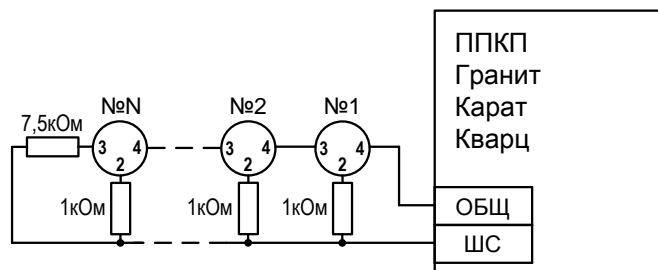 ППКП
Гранит
Карат
Кварц
№N №2 №1
7,5кОм
3 4 3 4 3 4
2 2 2
1кОм 1кОм 1кОм
ОБЩ
ШС